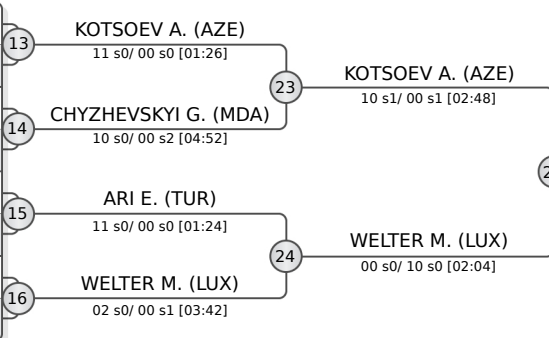 KOTSOEV A. (AZE)
13
11 s0/ 00 s0 [01:26]
KOTSOEV A. (AZE)
23
10 s1/ 00 s1 [02:48]
CHYZHEVSKYI G. (MDA)
14
10 s0/ 00 s2 [04:52]
ARI E. (TUR)
15
11 s0/ 00 s0 [01:24]
WELTER M. (LUX)
24
00 s0/ 10 s0 [02:04]
WELTER M. (LUX)
16
02 s0/ 00 s1 [03:42]